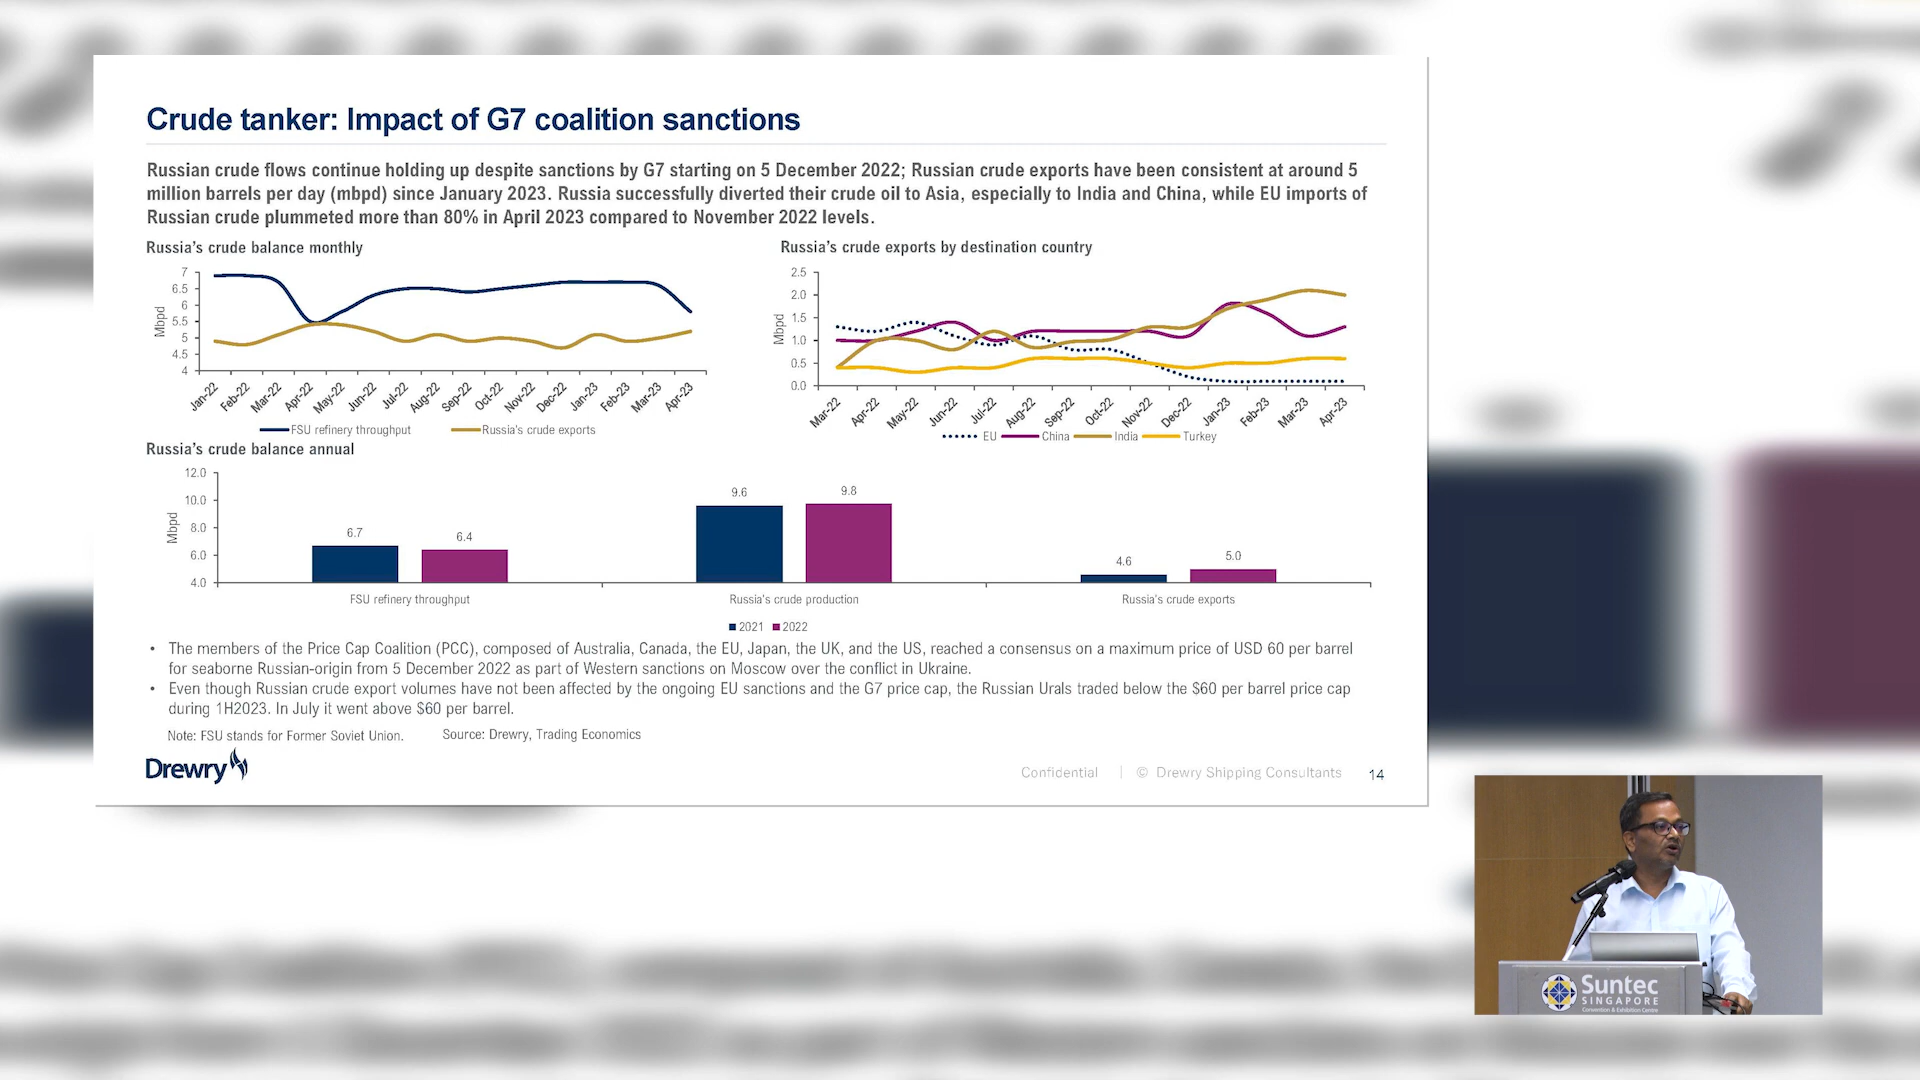 Crude tanker: Impact of G7 coalition sanctions
Russian crude flows continue holding up despite sanctions by G7 starting on 5 December 2022; Russian crude exports have been consistent at around 5
million barrels per day (mbpd) since January 2023. Russia successfully diverted their crude oil to Asia, especially to India and China, while EU imports of
Russian crude plummeted more than 80% in April 2023 compared to November 2022 levels.
Russia's crude balance monthly
7
6.5
6
5.5
5
4.5
4
Mbpd
Jan-22 Feb-22 Mar-22 Apr-22 May-22 Jun-22 Jul-22 Aug-22 Sep-22 Oct-22 Nov-22 Dec-22 Jan-23 Feb-23 Mar-23 Apr-23
FSU refinery throughput Russia's crude exports
Russia's crude exports by destination country
2.5
2.0
1.5
1.0
0.5
0.0
Mbpd
Mar-22 Apr-22 May-22 Jun-22 Jul-22 Aug-22 Sep-22 Oct-22 Nov-22 Dec-22 Jan-23 Feb-23 Mar-23 Apr-23
EU China India Turkey
Russia's crude balance annual
12.0
10.0
8.0
6.0
4.0
Mbpd
6.7 6.4 9.6 9.8 4.6 5.0
FSU refinery throughput Russia's crude production Russia's crude exports
2021 2022
• The members of the Price Cap Coalition (PCC), composed of Australia, Canada, the EU, Japan, the UK, and the US, reached a consensus on a maximum price of USD 60 per barrel
for seaborne Russian-origin from 5 December 2022 as part of Western sanctions on Moscow over the conflict in Ukraine.
• Even though Russian crude export volumes have not been affected by the ongoing EU sanctions and the G7 price cap, the Russian Urals traded below the $60 per barrel price cap
during 1H2023. In July it went above $60 per barrel.
Note: FSU stands for Former Soviet Union. Source: Drewry, Trading Economics
Drewry
Confidential | © Drewry Shipping Consultants 14
Suntec
SINGAPORE
Convention & Exhibition Centre